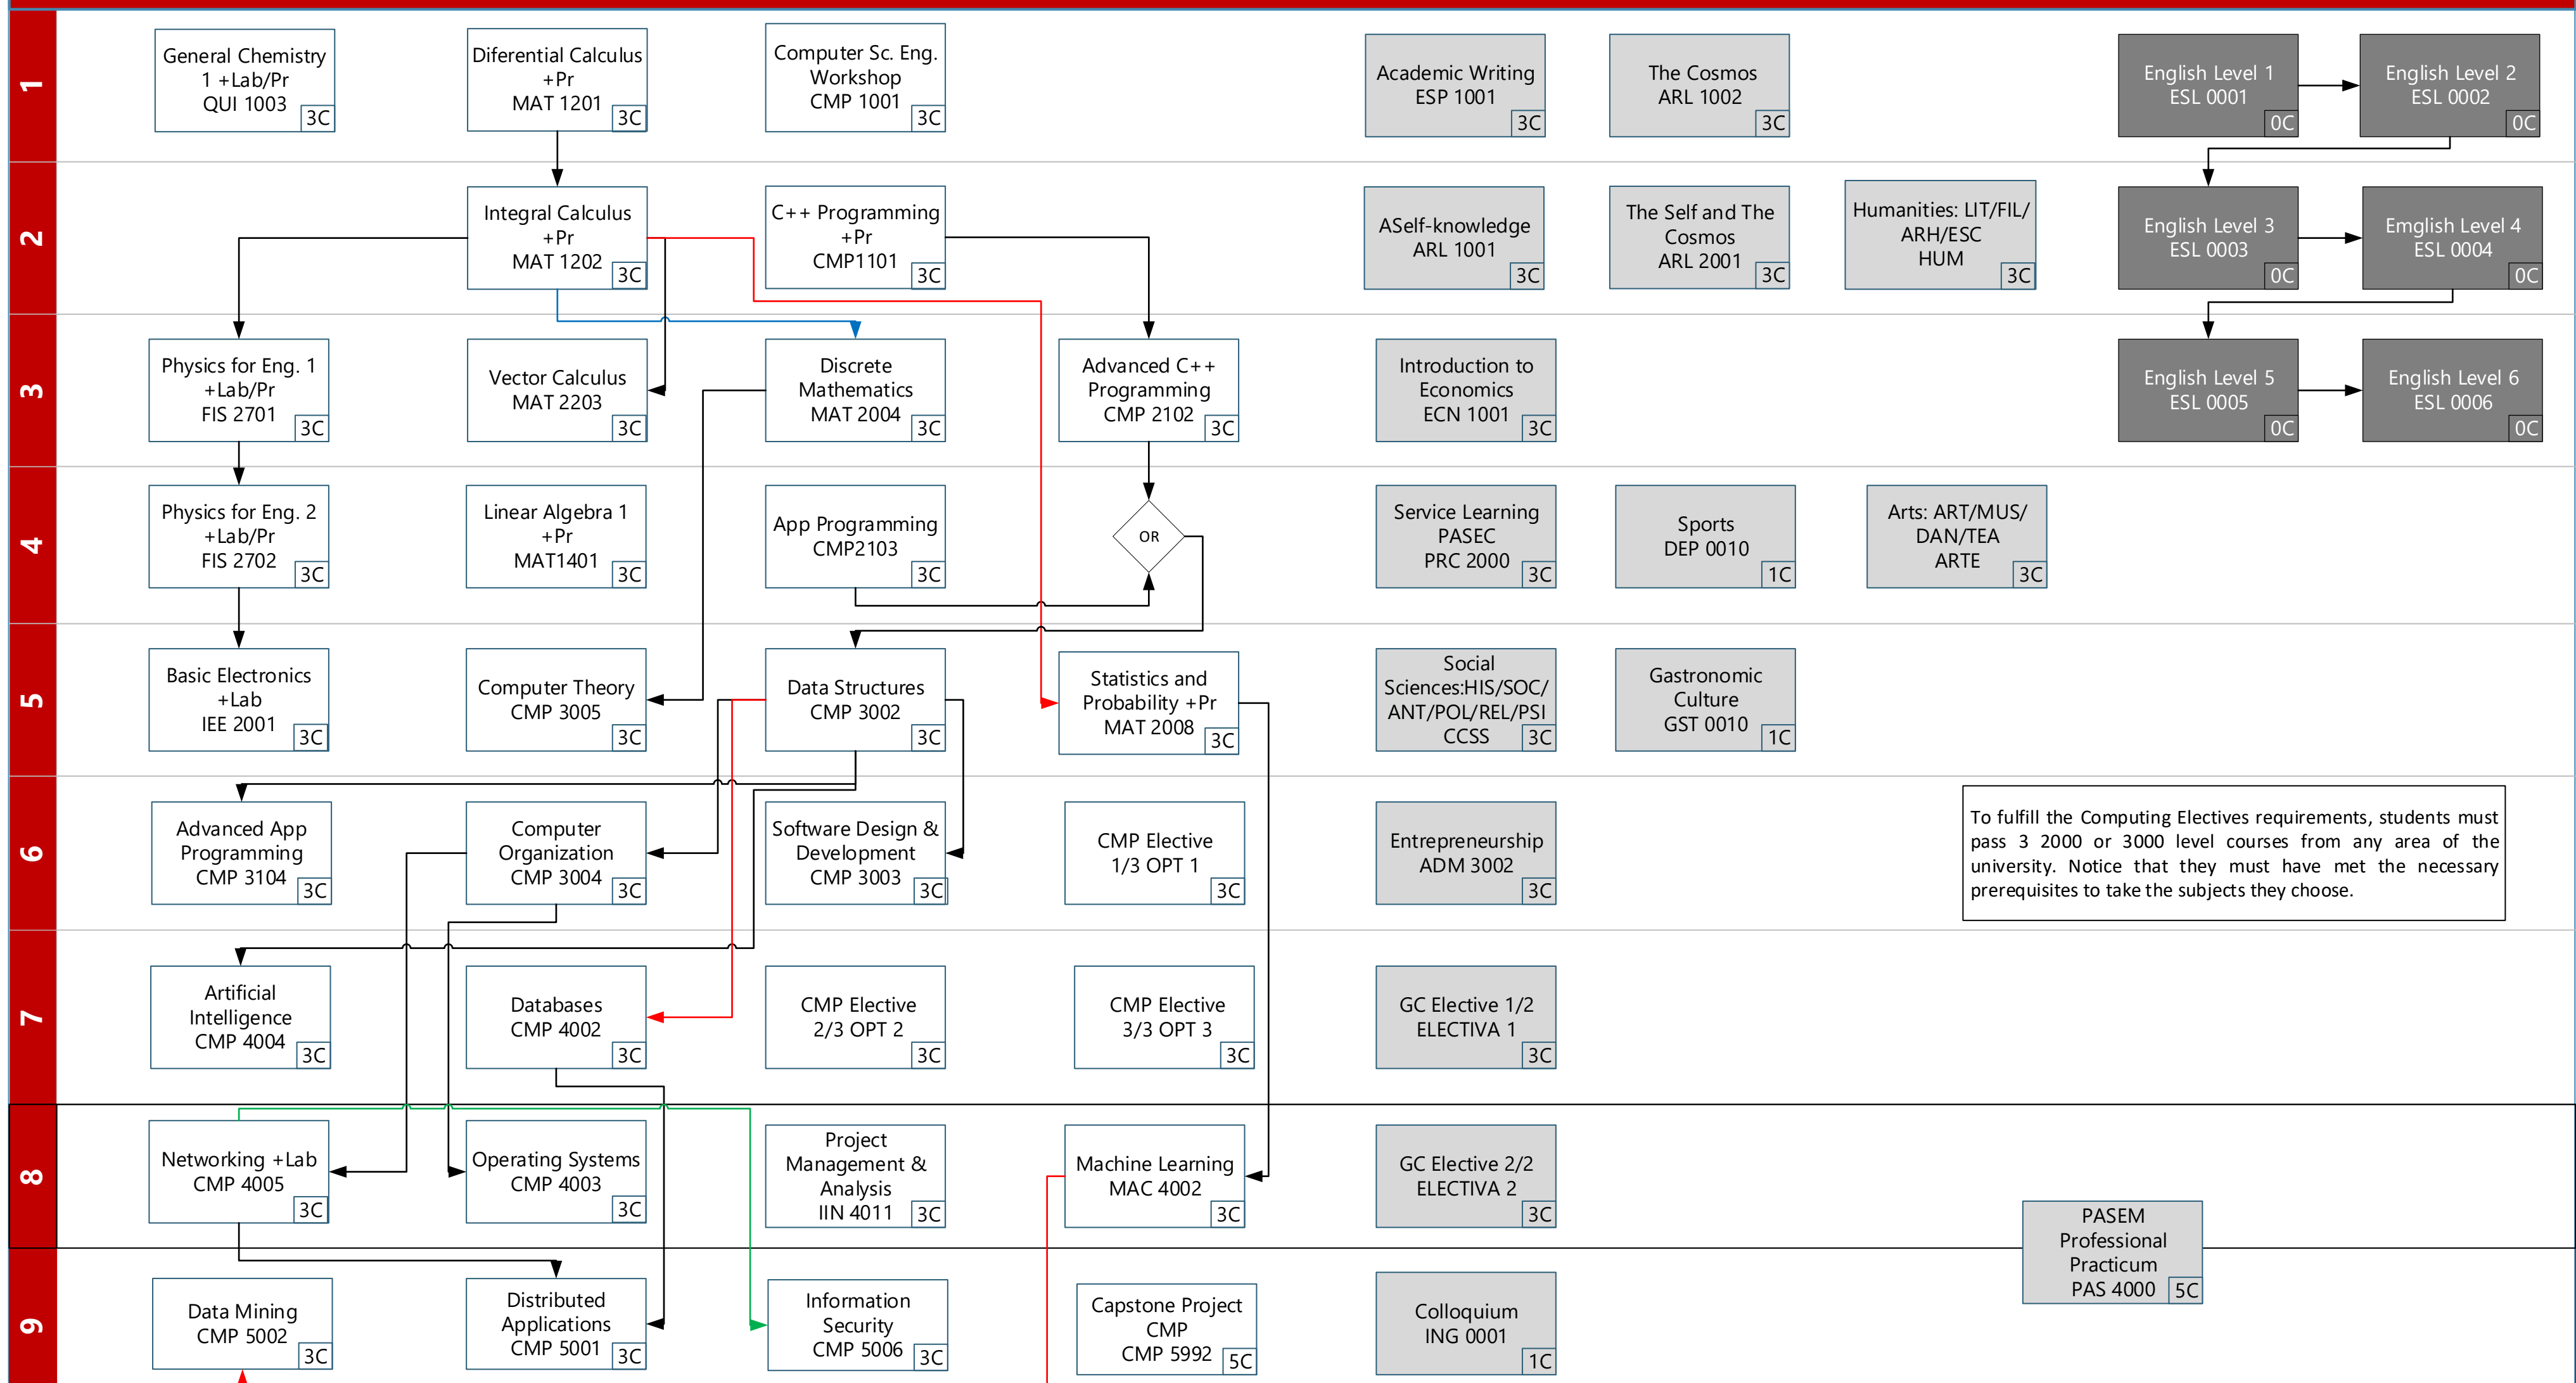 1
General Chemistry
1 +Lab/Pr
QUI 1003
3C
Diferential Calculus
+Pr
MAT 1201
3C
Computer Sc. Eng.
Workshop
CMP 1001
3C
Academic Writing
ESP 1001
3C
The Cosmos
ARL 1002
3C
English Level 1
ESL 0001
0C
English Level 2
ESL 0002
0C
2
Integral Calculus
+Pr
MAT 1202
3C
C++ Programming
+Pr
CMP1101
3C
ASelf-knowledge
ARL 1001
3C
The Self and The
Cosmos
ARL 2001
3C
Humanities: LIT/FIL/
ARH/ESC
HUM
3C
English Level 3
ESL 0003
0C
Emglish Level 4
ESL 0004
0C
3
Physics for Eng. 1
+Lab/Pr
FIS 2701
3C
Vector Calculus
MAT 2203
3C
Discrete
Mathematics
MAT 2004
3C
Advanced C++
Programming
CMP 2102
3C
Introduction to
Economics
ECN 1001
3C
English Level 5
ESL 0005
0C
English Level 6
ESL 0006
0C
4
Physics for Eng. 2
+Lab/Pr
FIS 2702
3C
Linear Algebra 1
+Pr
MAT1401
3C
App Programming
CMP2103
3C
OR
Service Learning
PASEC
PRC 2000
3C
Sports
DEP 0010
1C
Arts: ART/MUS/
DAN/TEA
ARTE
3C
5
Basic Electronics
+Lab
IEE 2001
3C
Computer Theory
CMP 3005
3C
Data Structures
CMP 3002
3C
Statistics and
Probability +Pr
MAT 2008
3C
Social
Sciences:HIS/SOC/
ANT/POL/REL/PSI
CCSS
3C
Gastronomic
Culture
GST 0010
1C
6
Advanced App
Programming
CMP 3104
3C
Computer
Organization
CMP 3004
3C
Software Design &
Development
CMP 3003
3C
CMP Elective
1/3 OPT 1
3C
Entrepreneurship
ADM 3002
3C
To fulfill the Computing Electives requirements, students must
pass 3 2000 or 3000 level courses from any area of the
university. Notice that they must have met the necessary
prerequisites to take the subjects they choose.
7
Artificial
Intelligence
CMP 4004
3C
Databases
CMP 4002
3C
CMP Elective
2/3 OPT 2
3C
CMP Elective
3/3 OPT 3
3C
GC Elective 1/2
ELECTIVA 1
3C
8
Networking +Lab
CMP 4005
3C
Operating Systems
CMP 4003
3C
Project
Management &
Analysis
IIN 4011
3C
Machine Learning
MAC 4002
3C
GC Elective 2/2
ELECTIVA 2
3C
PASEM
Professional
Practicum
PAS 4000
5C
9
Data Mining
CMP 5002
3C
Distributed
Applications
CMP 5001
3C
Information
Security
CMP 5006
3C
Capstone Project
CMP
CMP 5992
5C
Colloquium
ING 0001
1C